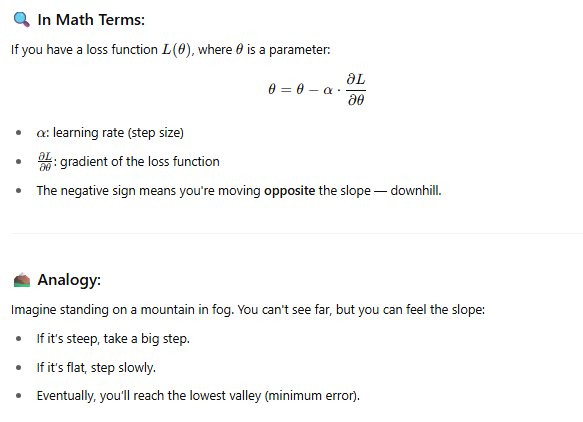 🔍 In Math Terms:
If you have a loss function L(θ), where θ is a parameter:
θ = θ − α · ∂L/∂θ
• α: learning rate (step size)
• ∂L/∂θ: gradient of the loss function
• The negative sign means you're moving opposite the slope — downhill.
Analogy:
Imagine standing on a mountain in fog. You can't see far, but you can feel the slope:
• If it's steep, take a big step.
• If it's flat, step slowly.
• Eventually, you'll reach the lowest valley (minimum error).